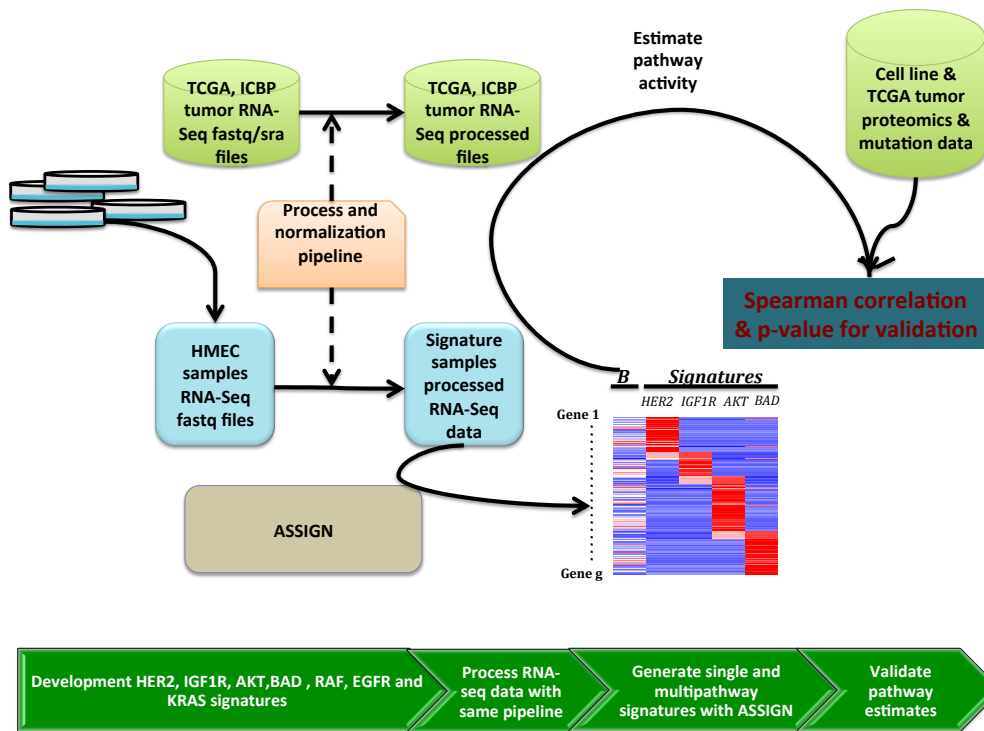 Estimate
pathway
activity
Cell line &
TCGA tumor
proteomics &
mutation data
TCGA, ICBP
tumor RNA-
Seq fastq/sra
files
TCGA, ICBP
tumor RNA-
Seq processed
files
Process and
normalization
pipeline
Spearman correlation
& p-value for validation
HMEC
samples
RNA-Seq
fastq files
Signature
samples
processed
RNA-Seq
data
B Signatures
HER2 IGF1R AKT BAD
Gene 1
Gene g
ASSIGN
Development HER2, IGF1R, AKT,BAD , RAF, EGFR and
KRAS signatures
Process RNA-
seq data with
same pipeline
Generate single and
multipathway
signatures with ASSIGN
Validate
pathway
estimates